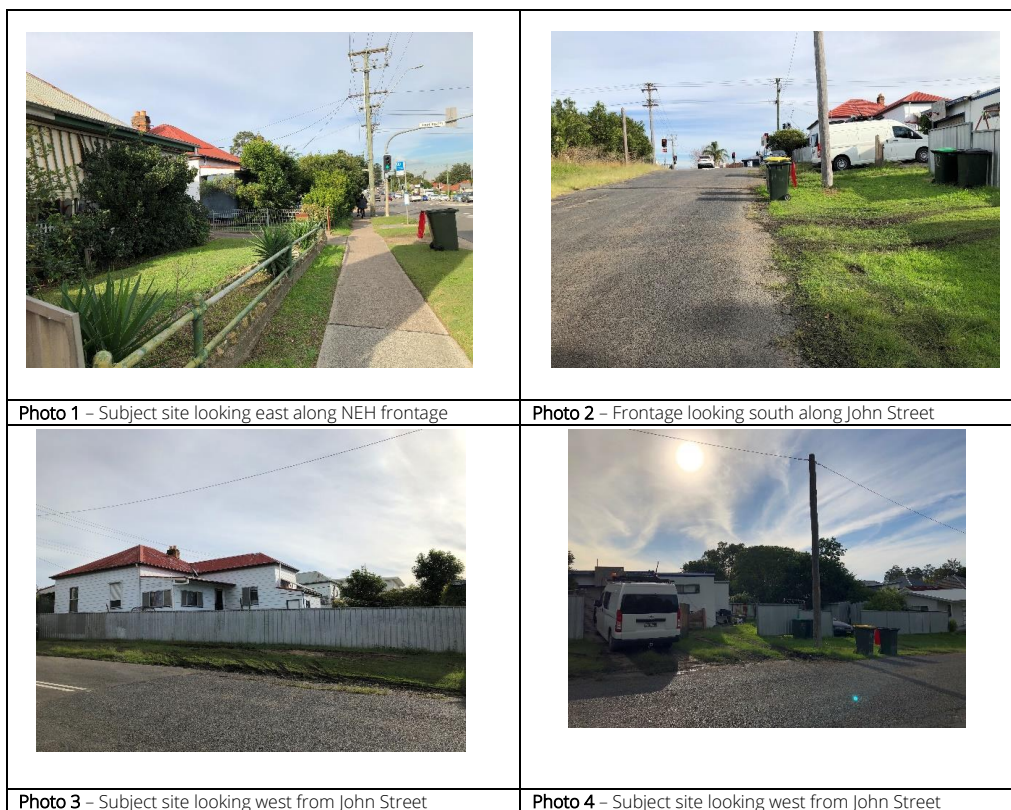 Photo 1 – Subject site looking east along NEH frontage
Photo 2 – Frontage looking south along John Street
Photo 3 – Subject site looking west from John Street
Photo 4 – Subject site looking west from John Street